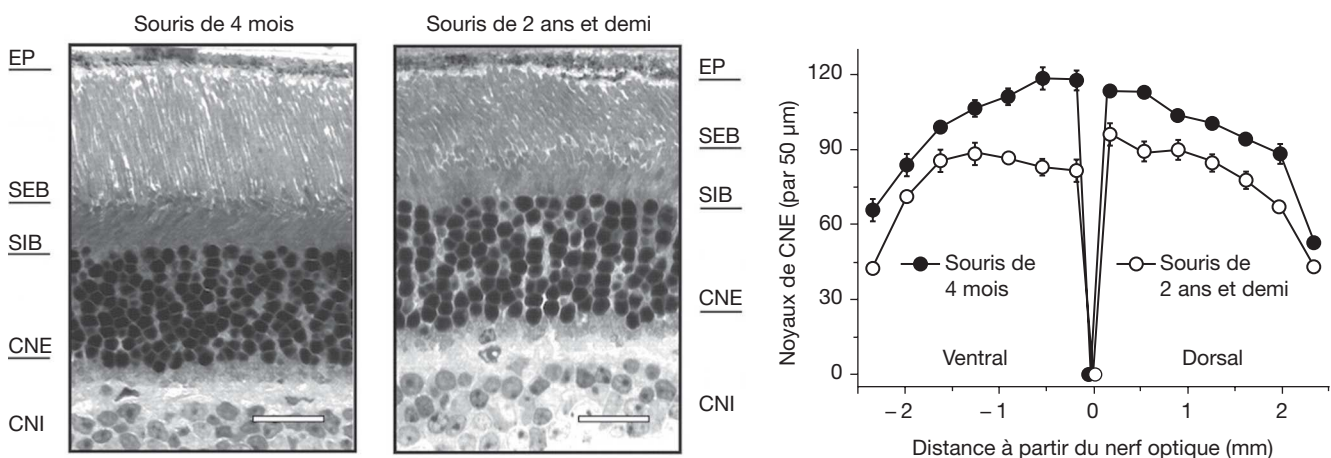 Souris de 4 mois
EP
SEB
SIB
CNE
CNI
Souris de 2 ans et demi
EP
SEB
SIB
CNE
CNI
Noyaux de CNE (par 50 µm)
120
90
60
30
0
Souris de
4 mois
Souris de
2 ans et demi
Ventral
Dorsal
– 2
– 1
0
1
2
Distance à partir du nerf optique (mm)